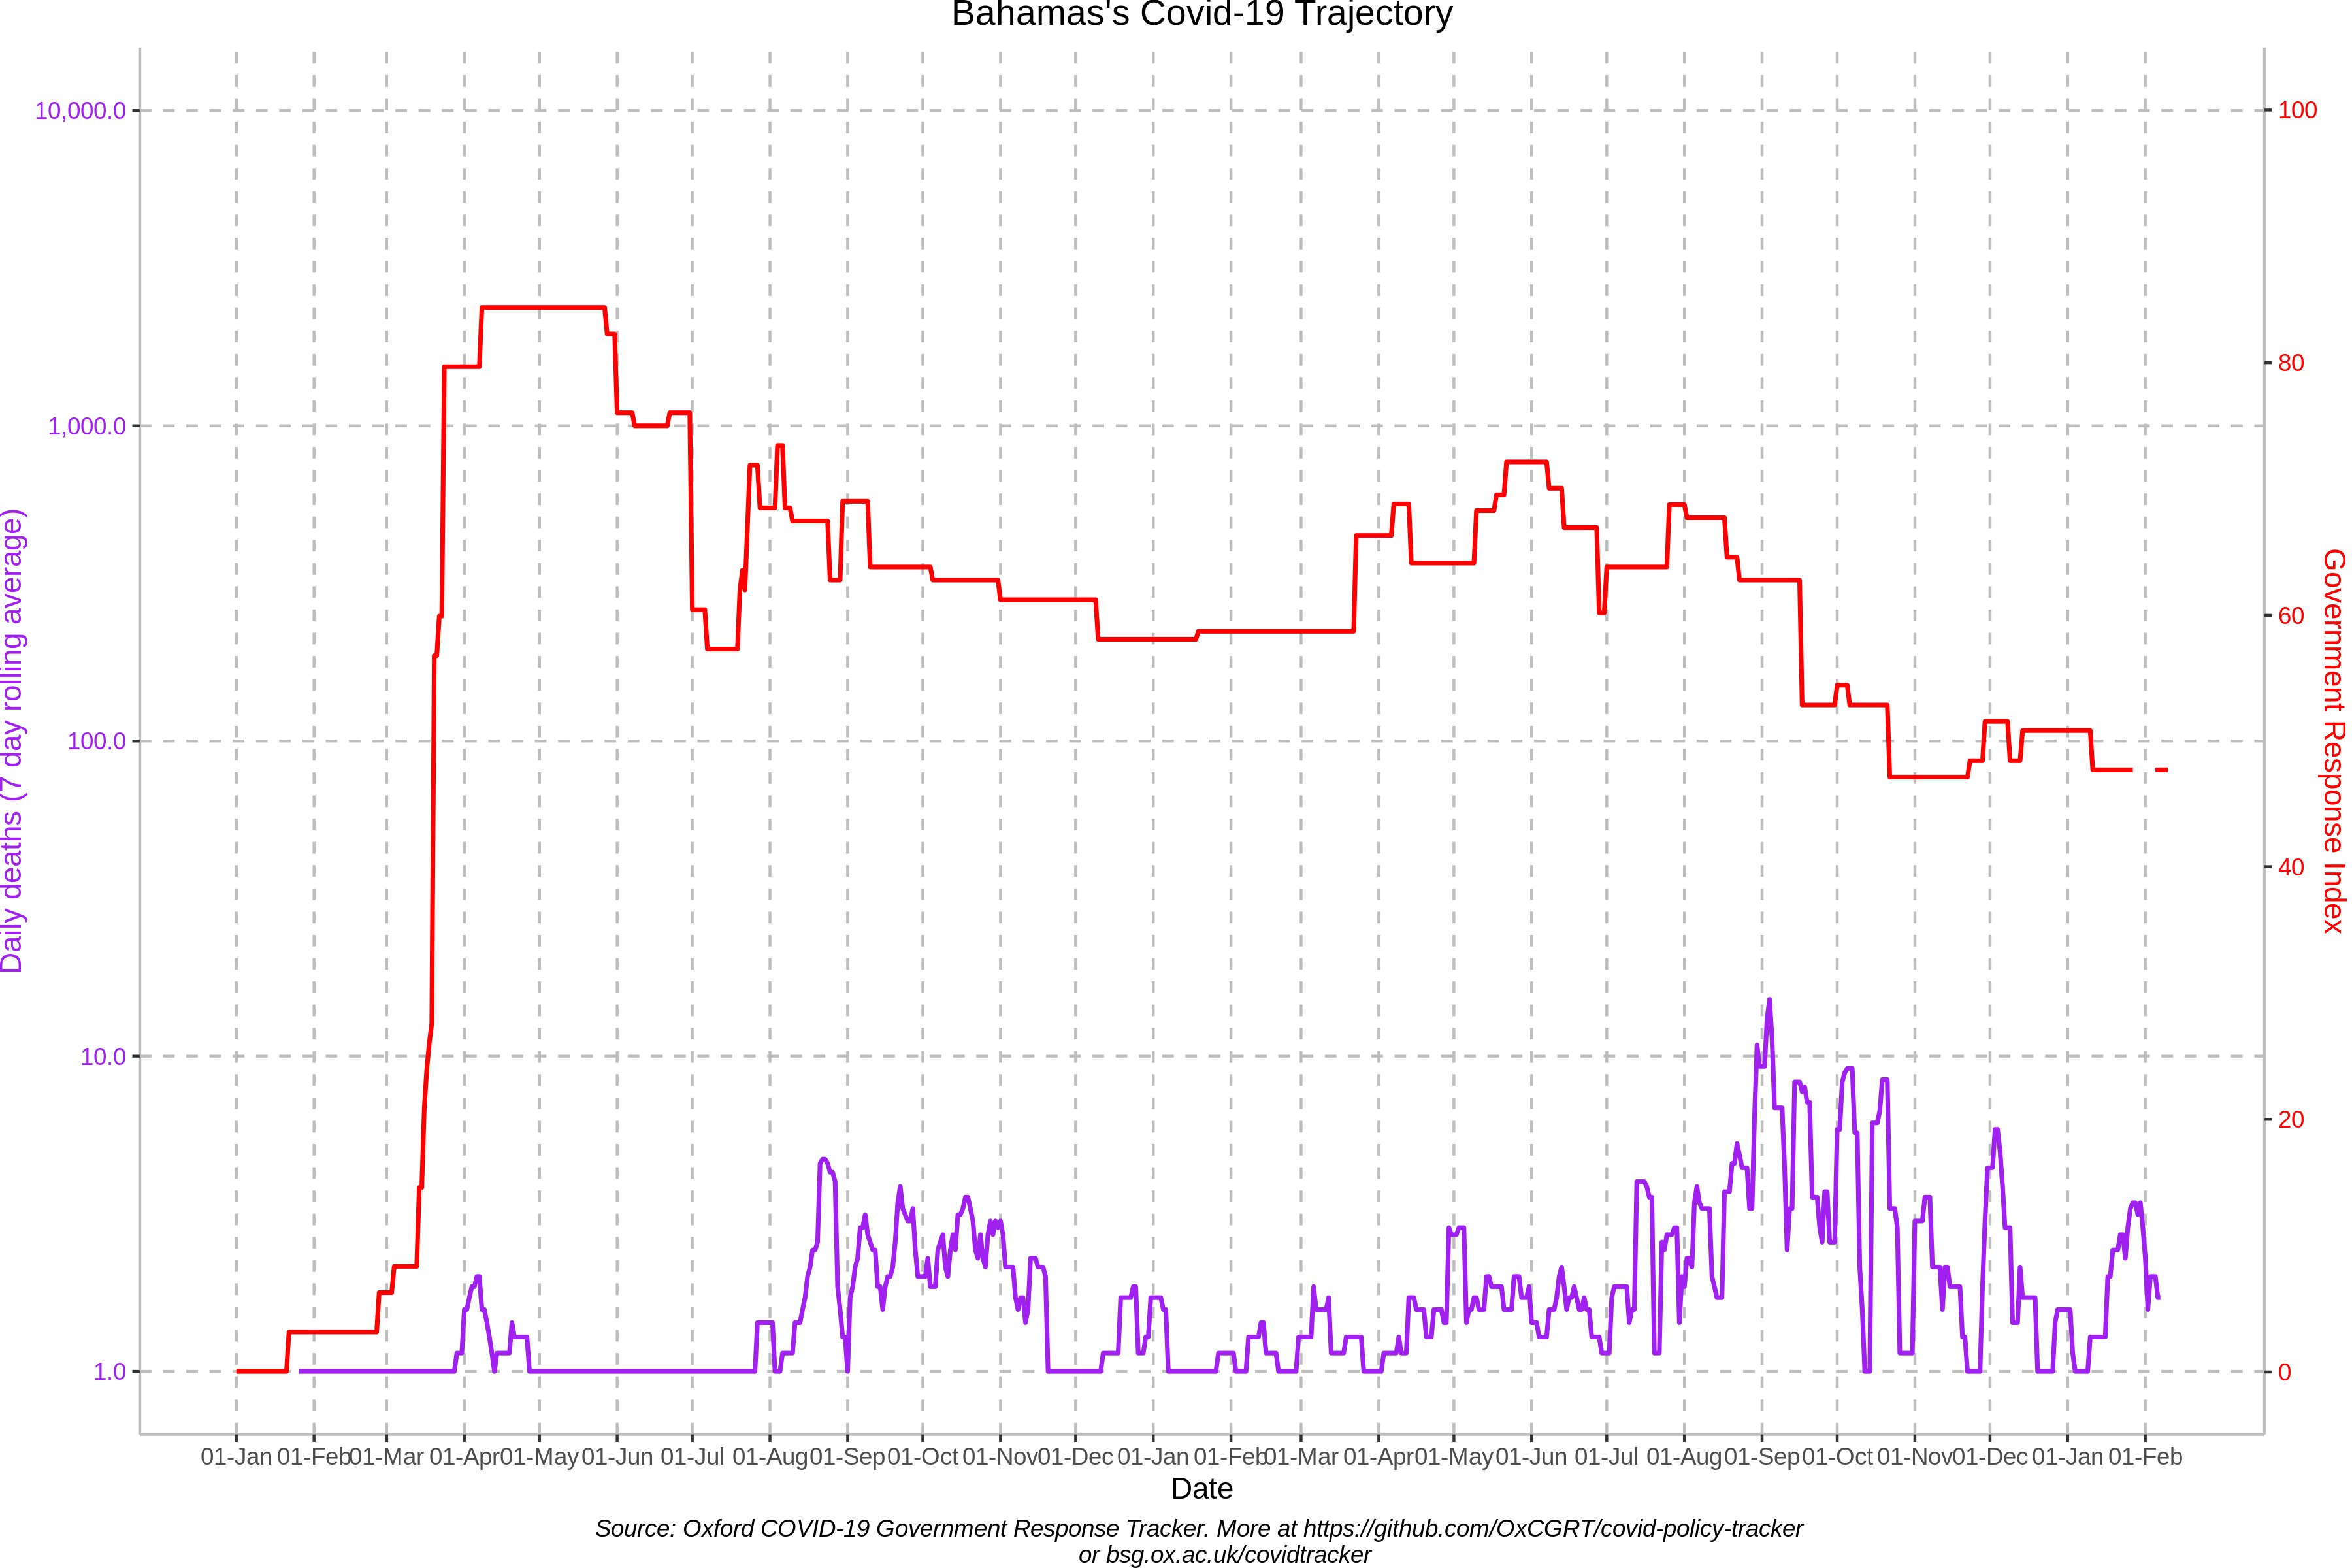 Bahamas's Covid-19 Trajectory
10,000.0
1,000.0
100.0
10.0
1.0
Daily deaths (7 day rolling average)
100
80
60
40
20
0
Government Response Index
01-Jan 01-Feb 01-Mar 01-Apr 01-May 01-Jun 01-Jul 01-Aug 01-Sep 01-Oct 01-Nov 01-Dec 01-Jan 01-Feb 01-Mar 01-Apr 01-May 01-Jun 01-Jul 01-Aug 01-Sep 01-Oct 01-Nov 01-Dec 01-Jan 01-Feb
Date
Source: Oxford COVID-19 Government Response Tracker. More at https://github.com/OxCGRT/covid-policy-tracker
or bsg.ox.ac.uk/covidtracker